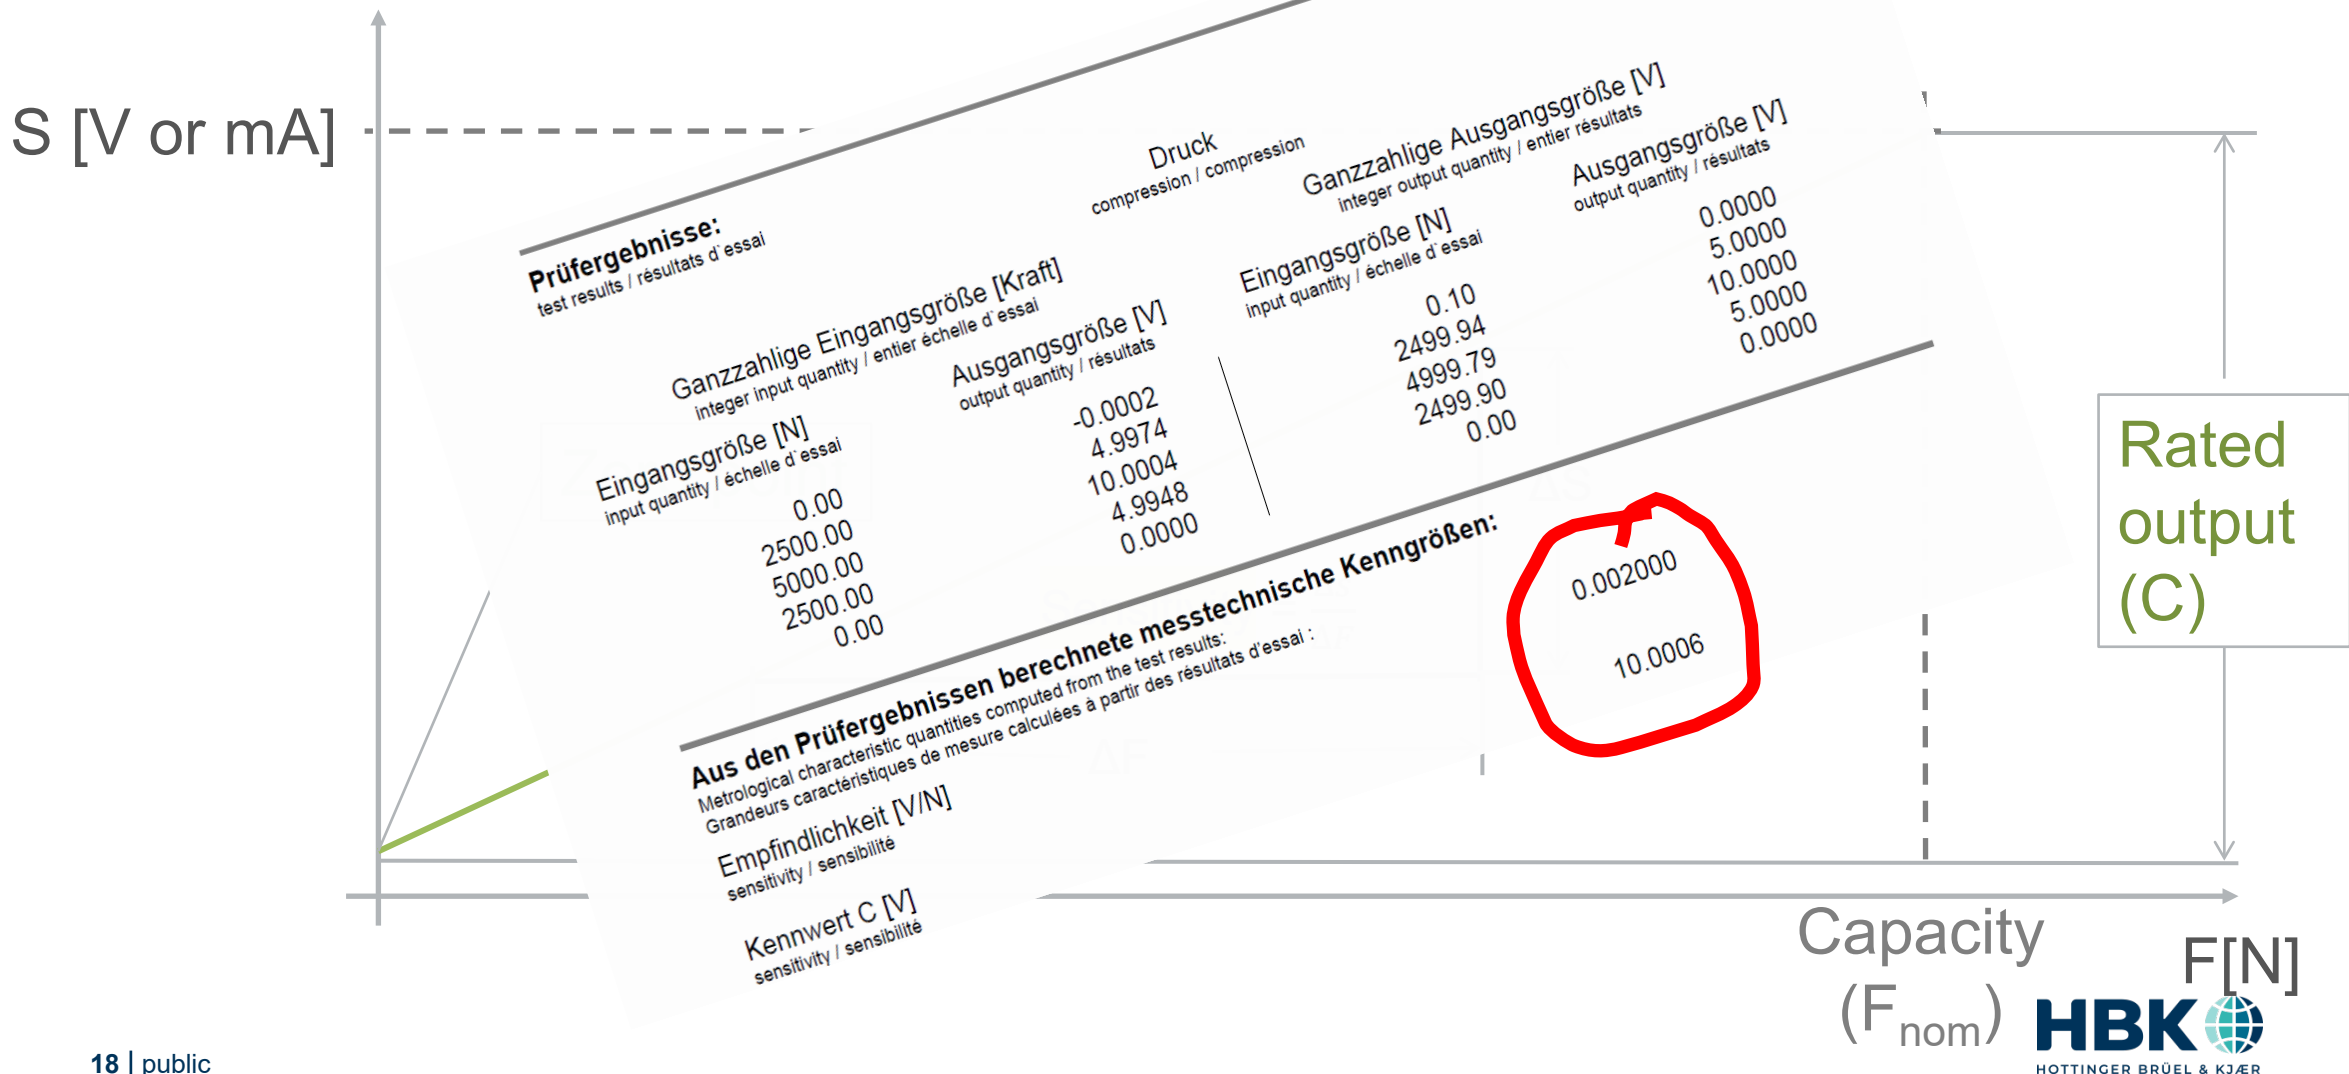 S [V or mA]
Prüfergebnisse:
test results / résultats d`essai
Druck
compression / compression
Ganzzahlige Eingangsgröße [Kraft]
integer input quantity / entier échelle d`essai
Ganzzahlige Ausgangsgröße [V]
integer output quantity / entier résultats
Eingangsgröße [N]
input quantity / échelle d`essai
Ausgangsgröße [V]
output quantity / résultats
Eingangsgröße [N]
input quantity / échelle d`essai
Ausgangsgröße [V]
output quantity / résultats
0.00 -0.0002 0.10 0.0000
2500.00 4.9974 2499.94 5.0000
5000.00 10.0004 4999.79 10.0000
2500.00 4.9948 2499.90 5.0000
0.00 0.0000 0.00 0.0000
Aus den Prüfergebnissen berechnete messtechnische Kenngrößen:
Metrological characteristic quantities computed from the test results:
Grandeurs caractéristiques de mesure calculées à partir des résultats d'essai :
Empfindlichkeit [V/N] 0.002000
sensitivity / sensibilité
Kennwert C [V] 10.0006
sensitivity / sensibilité
Rated
output
(C)
Capacity
(Fnom)
F[N]
HBK
HOTTINGER BRÜEL & KJÆR
18 | public